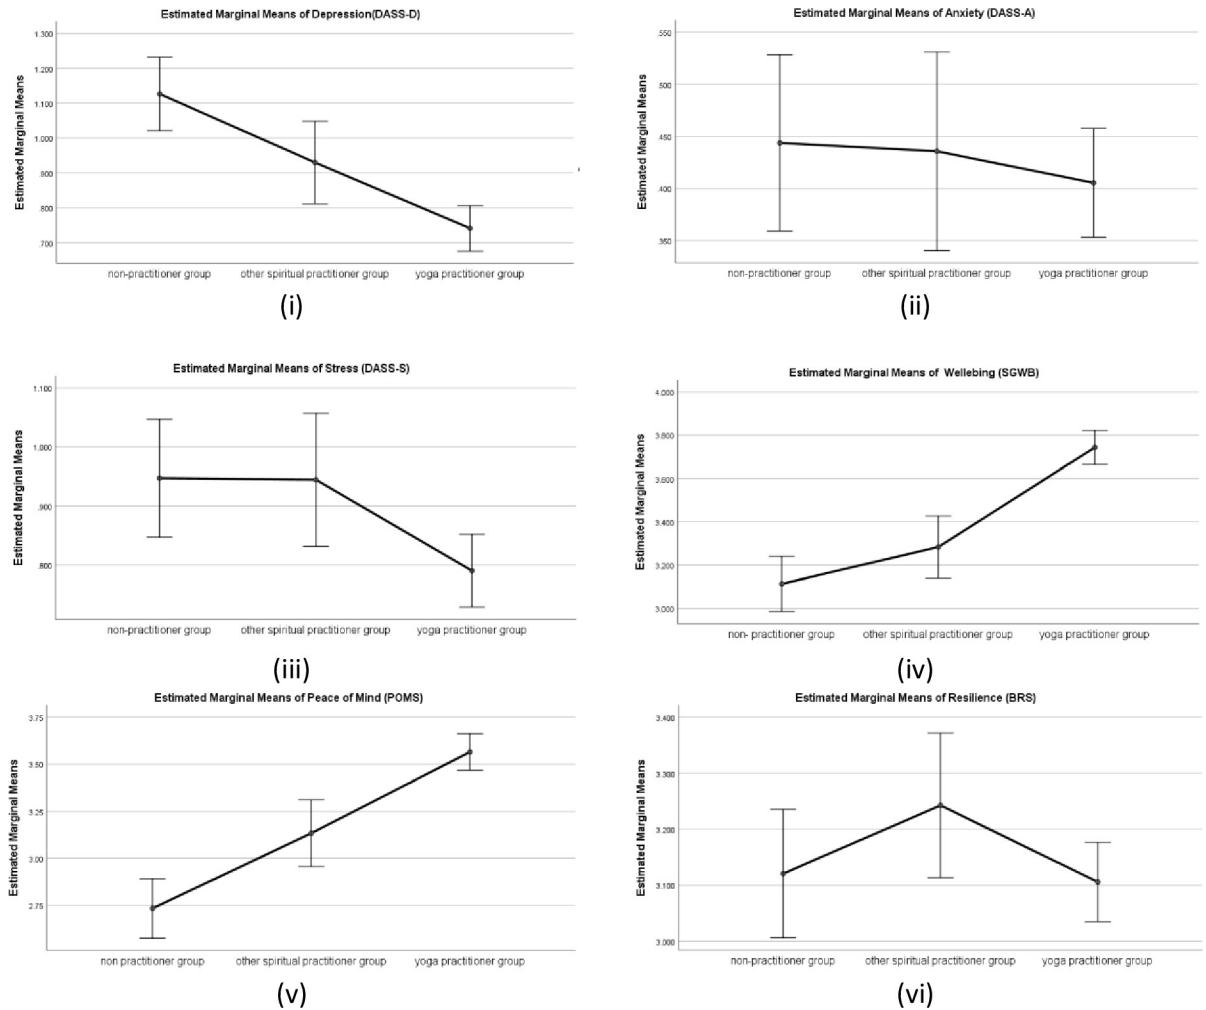 Estimated Marginal Means of Depression(DASS-D)
Estimated Marginal Means
1.300
1.200
1.100
1.000
.900
.800
.700
non-practitioner group
other spiritual practitioner group
yoga practitioner group
(i)
Estimated Marginal Means of Anxiety (DASS-A)
Estimated Marginal Means
.550
.500
.450
.400
.350
non-practitioner group
other spiritual practitioner group
yoga practitioner group
(ii)
Estimated Marginal Means of Stress (DASS-S)
Estimated Marginal Means
1.100
1.000
.900
.800
non-practitioner group
other spiritual practitioner group
yoga practitioner group
(iii)
Estimated Marginal Means of Wellebing (SGWB)
Estimated Marginal Means
4.000
3.800
3.600
3.400
3.200
3.000
non- practitioner group
other spiritual practitioner group
yoga practitioner group
(iv)
Estimated Marginal Means of Peace of Mind (POMS)
Estimated Marginal Means
3.75
3.50
3.25
3.00
2.75
non practitioner group
other spiritual practitioner group
yoga practitioner group
(v)
Estimated Marginal Means of Resilience (BRS)
Estimated Marginal Means
3.400
3.300
3.200
3.100
3.000
non-practitioner group
other spiritual practitioner group
yoga practitioner group
(vi)